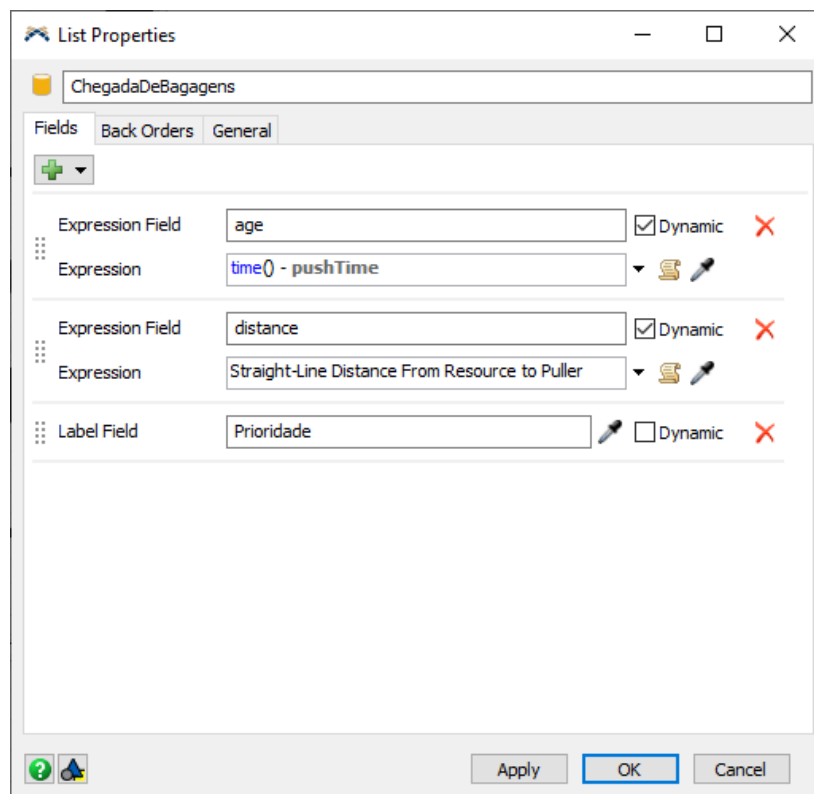 List Properties
ChegadaDeBagagens
Fields Back Orders General
Expression Field age Dynamic
Expression time() - pushTime
Expression Field distance Dynamic
Expression Straight-Line Distance From Resource to Puller
Label Field Prioridade Dynamic
? Apply OK Cancel